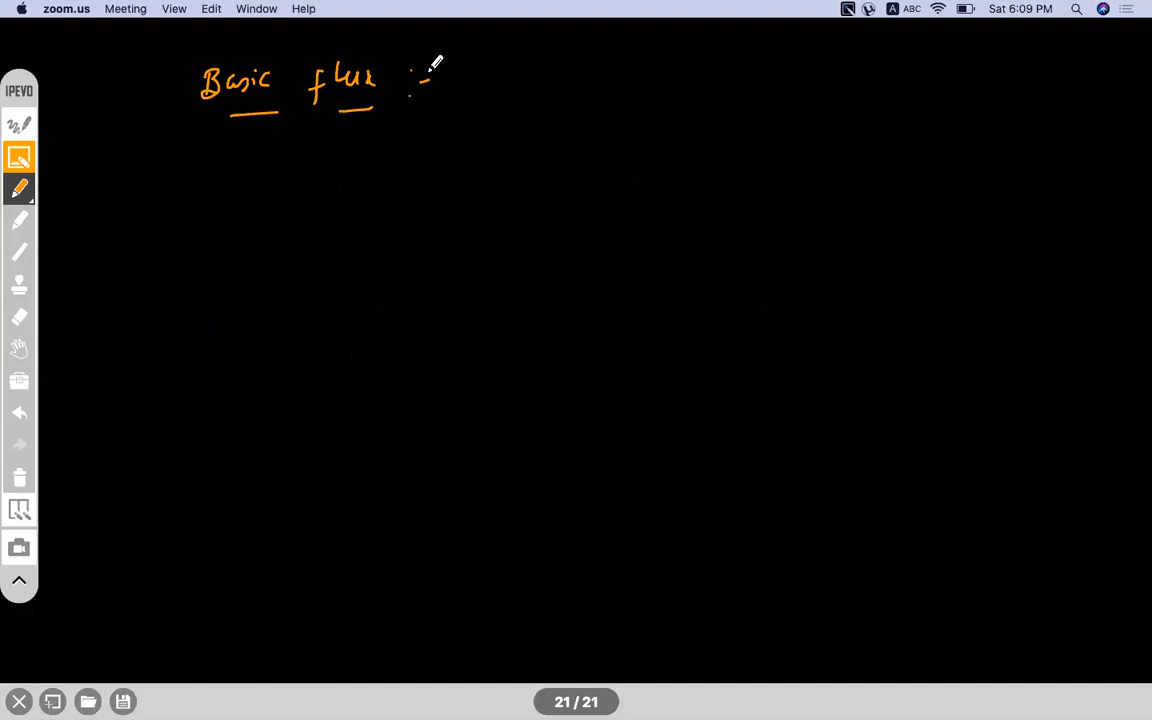 zoom.us Meeting View Edit Window Help A ABC Sat 6:09 PM
IPEVO
Basic flux :-
21 / 21